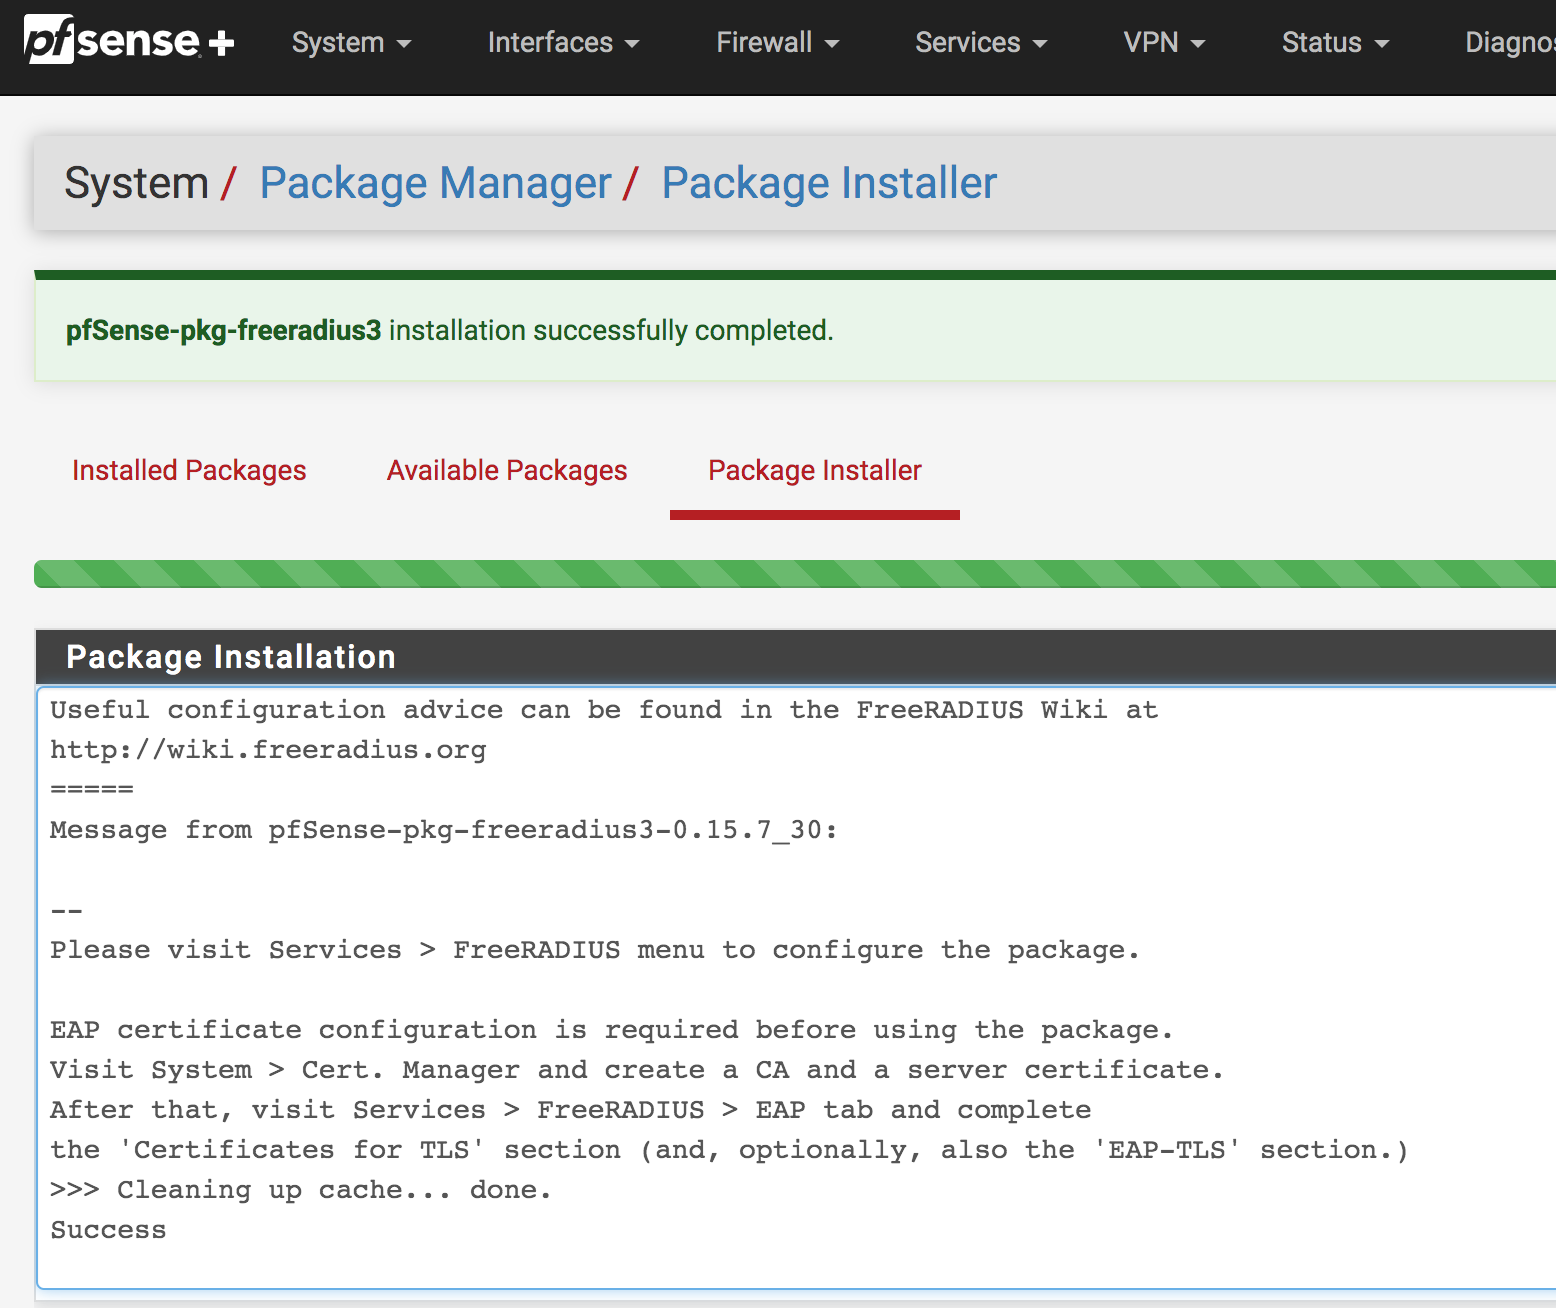 pfsense+ System Interfaces Firewall Services VPN Status Diagnos
System / Package Manager / Package Installer
pfSense-pkg-freeradius3 installation successfully completed.
Installed Packages Available Packages Package Installer
Package Installation
Useful configuration advice can be found in the FreeRADIUS Wiki at
http://wiki.freeradius.org
=====
Message from pfSense-pkg-freeradius3-0.15.7_30:
--
Please visit Services > FreeRADIUS menu to configure the package.
EAP certificate configuration is required before using the package.
Visit System > Cert. Manager and create a CA and a server certificate.
After that, visit Services > FreeRADIUS > EAP tab and complete
the 'Certificates for TLS' section (and, optionally, also the 'EAP-TLS' section.)
>>> Cleaning up cache... done.
Success